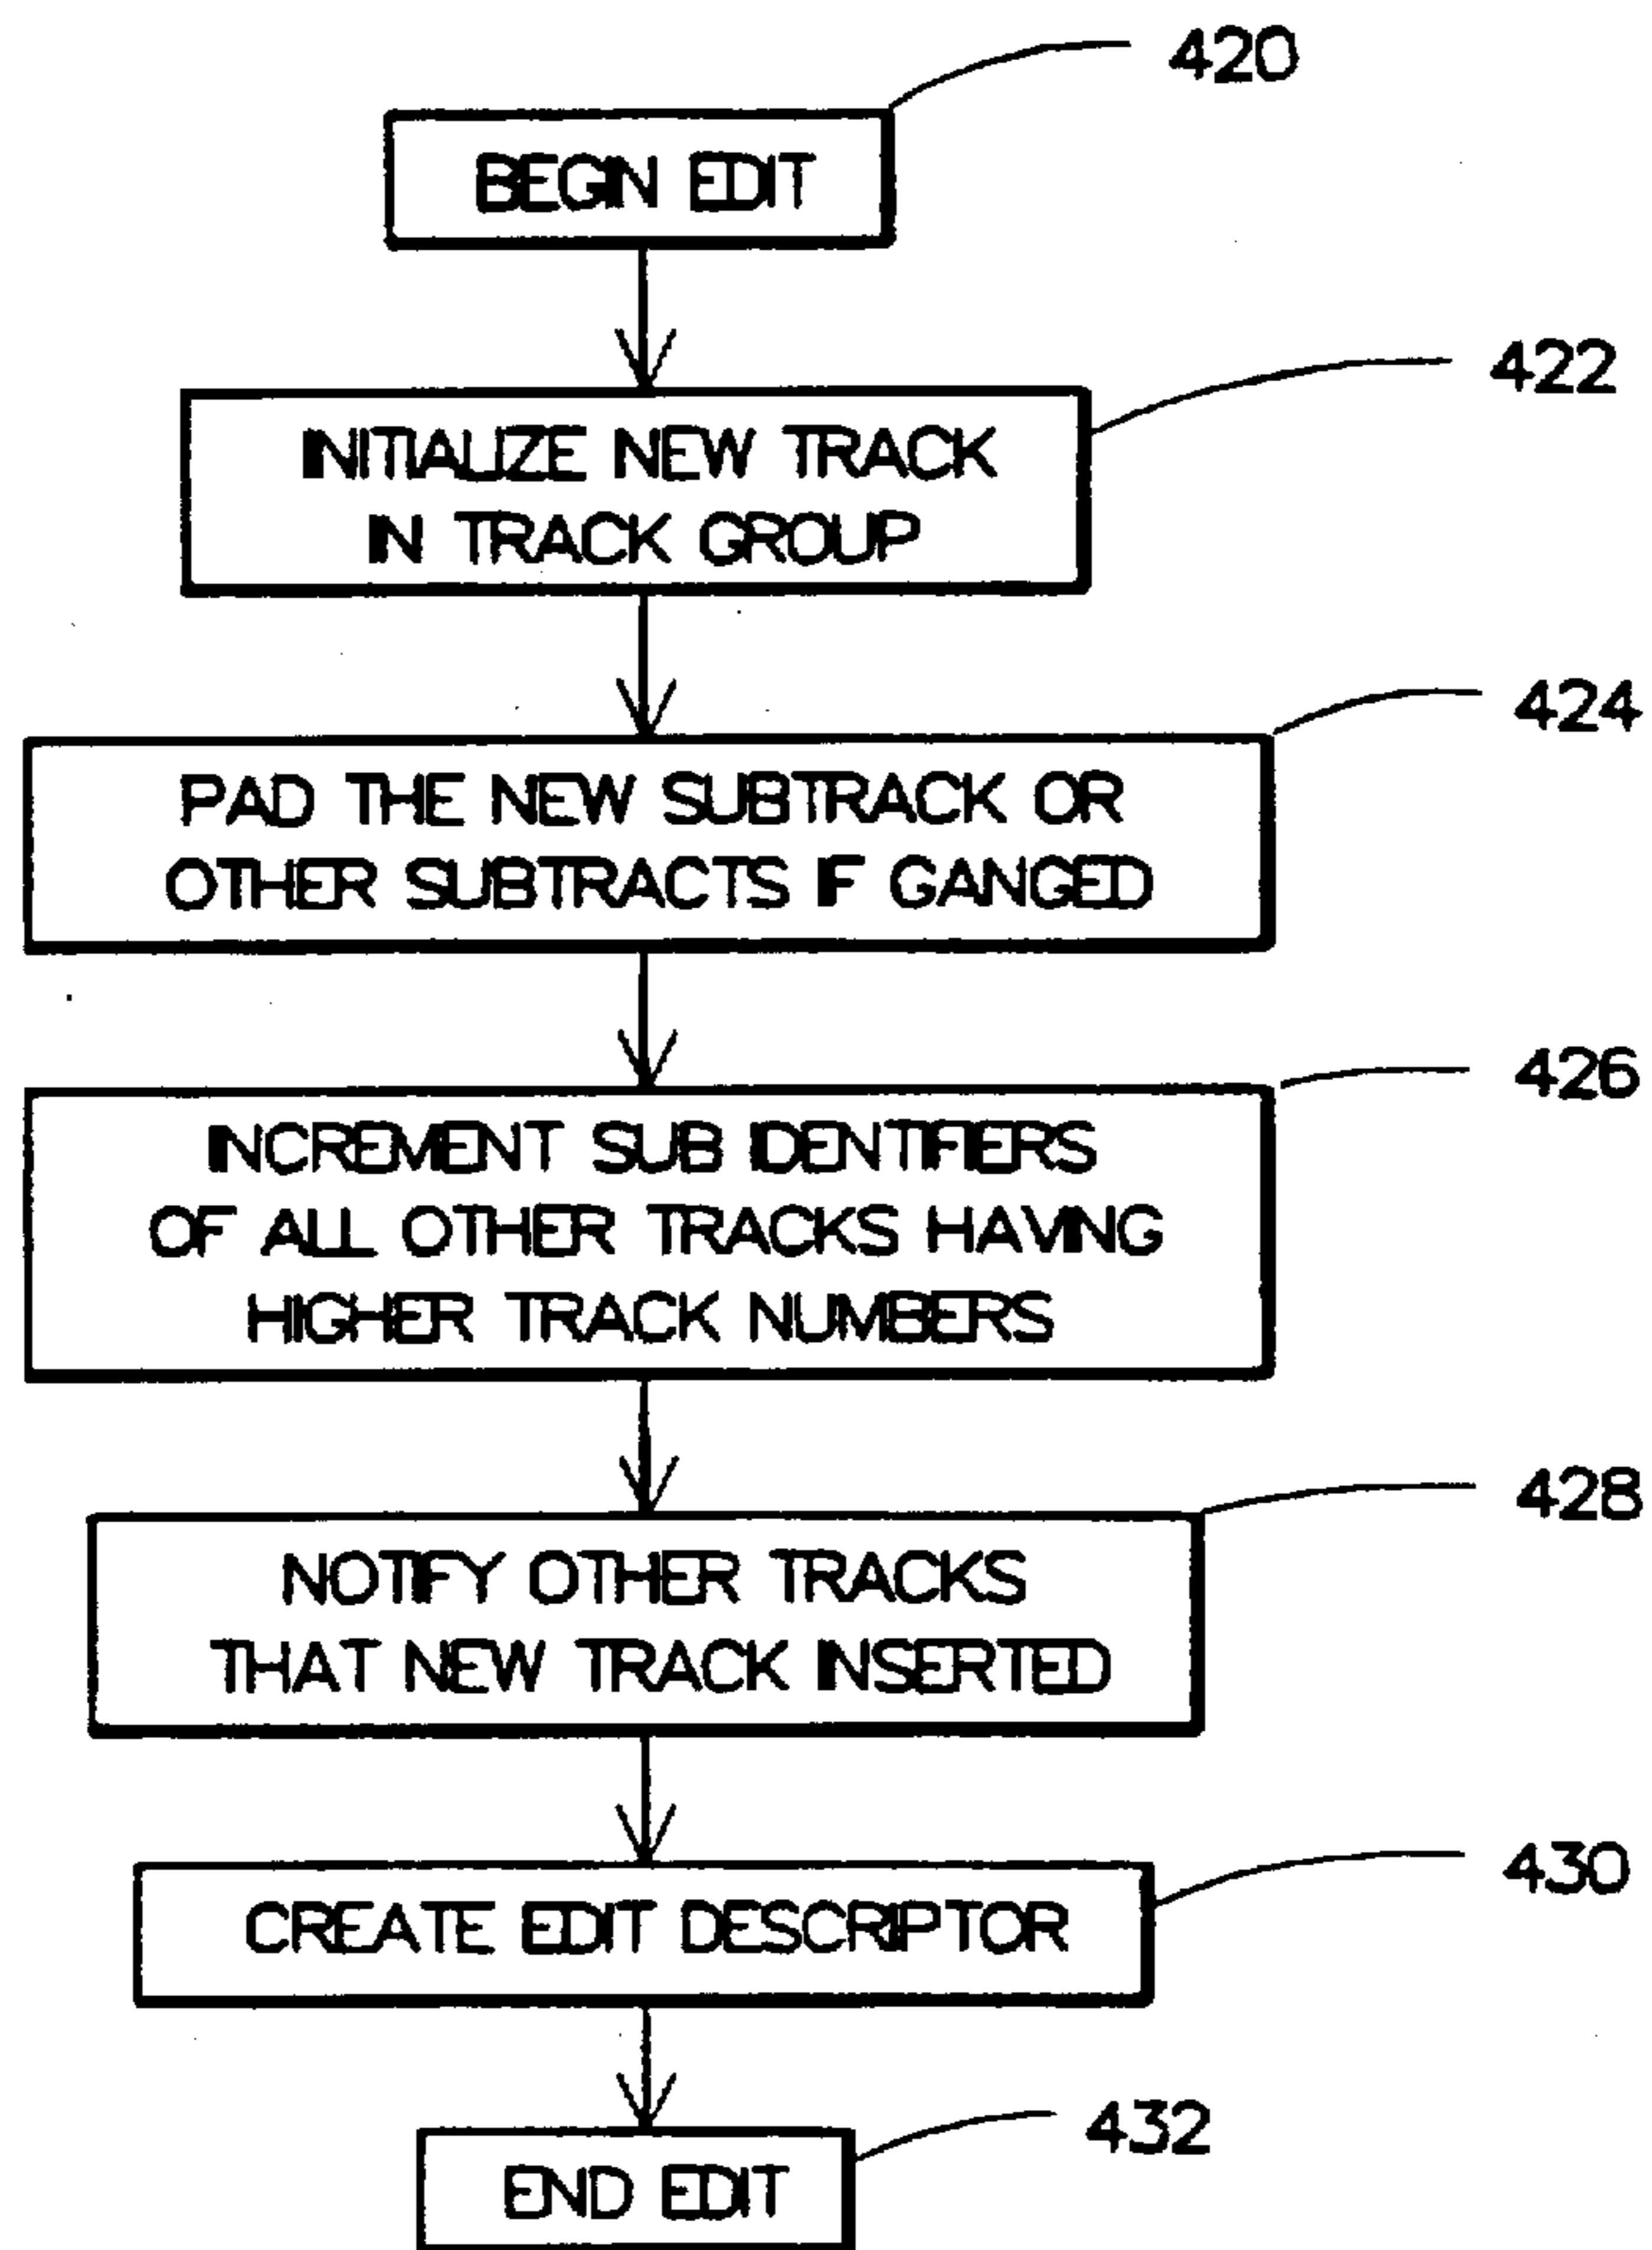 420
BEGIN EDIT
422
INITIALIZE NEW TRACK
IN TRACK GROUP
424
PAD THE NEW SUBTRACK OR
OTHER SUBTRACTS IF GANGED
426
INCREMENT SUB IDENTIFIERS
OF ALL OTHER TRACKS HAVING
HIGHER TRACK NUMBERS
428
NOTIFY OTHER TRACKS
THAT NEW TRACK INSERTED
430
CREATE EDIT DESCRIPTOR
432
END EDIT